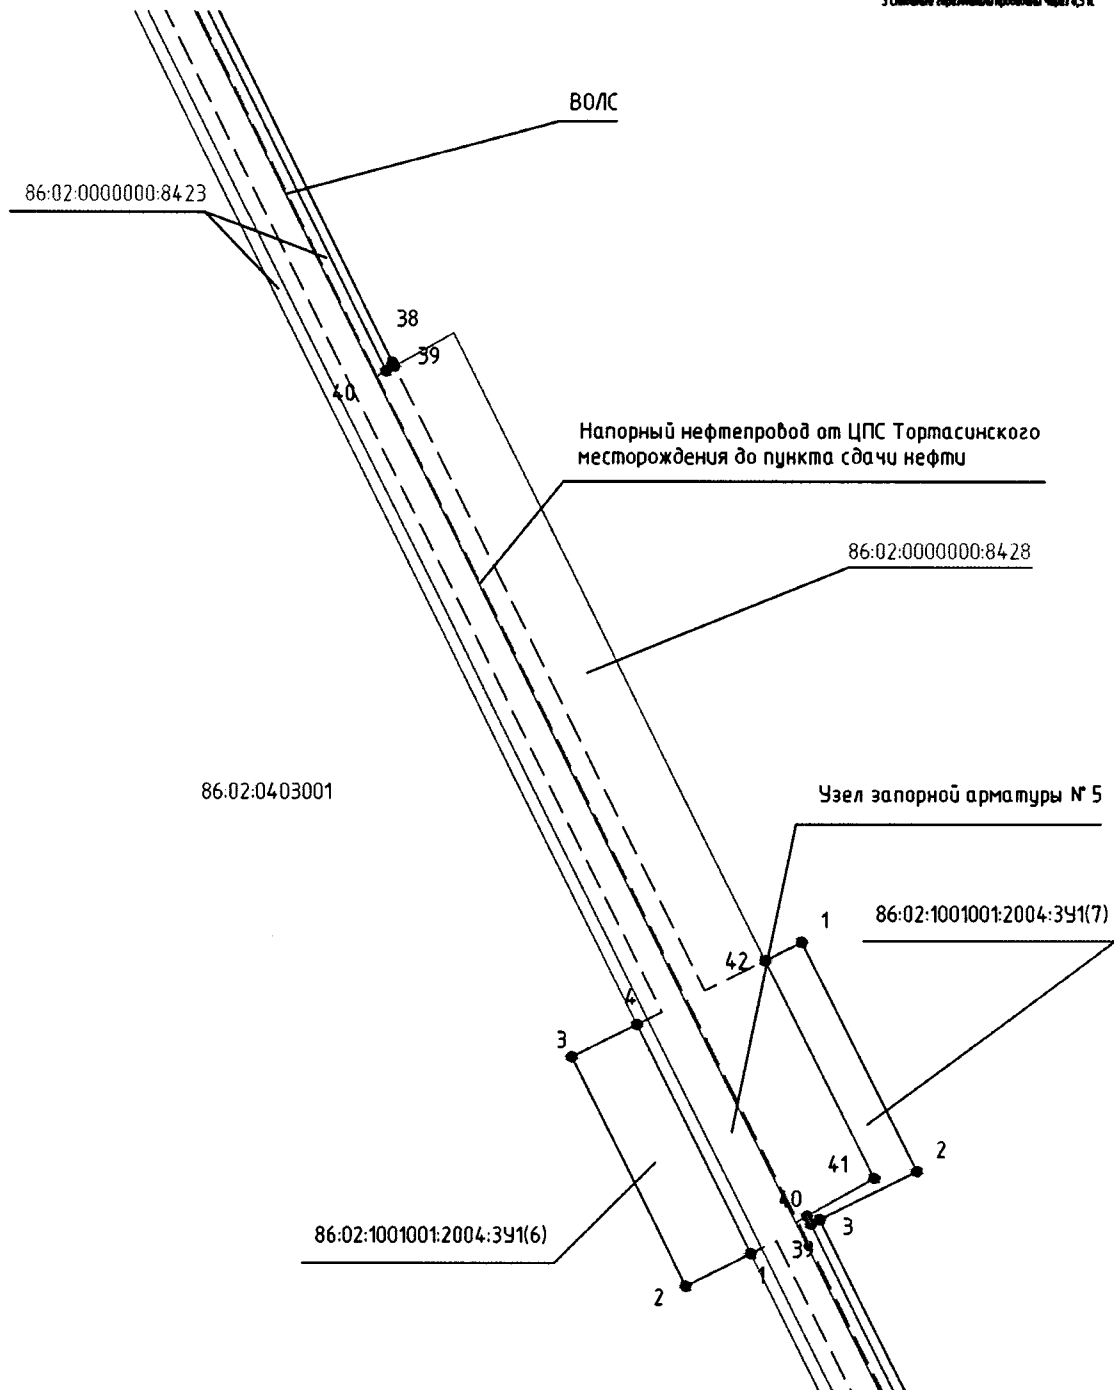 ВОЛС
86:02:0000000:8423
38
39
40
Напорный нефтепровод от ЦПС Тортасинского
месторождения до пункта сдачи нефти
86:02:0000000:8428
86:02:0403001
Узел запорной арматуры № 5
86:02:1001001:2004:ЗУ1(7)
1
42
4
3
2
41
40
3
39
86:02:1001001:2004:ЗУ1(6)
1
2